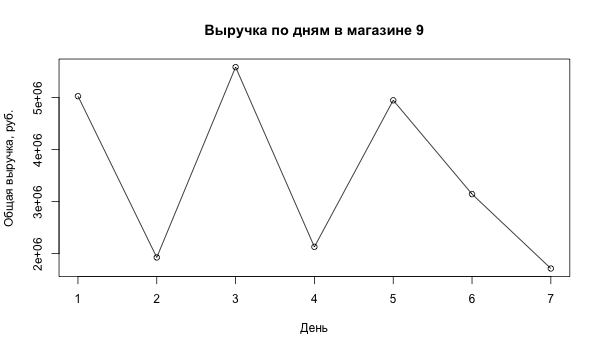 Выручка по дням в магазине 9
Общая выручка, руб.
5e+06
4e+06
3e+06
2e+06
1 2 3 4 5 6 7
День